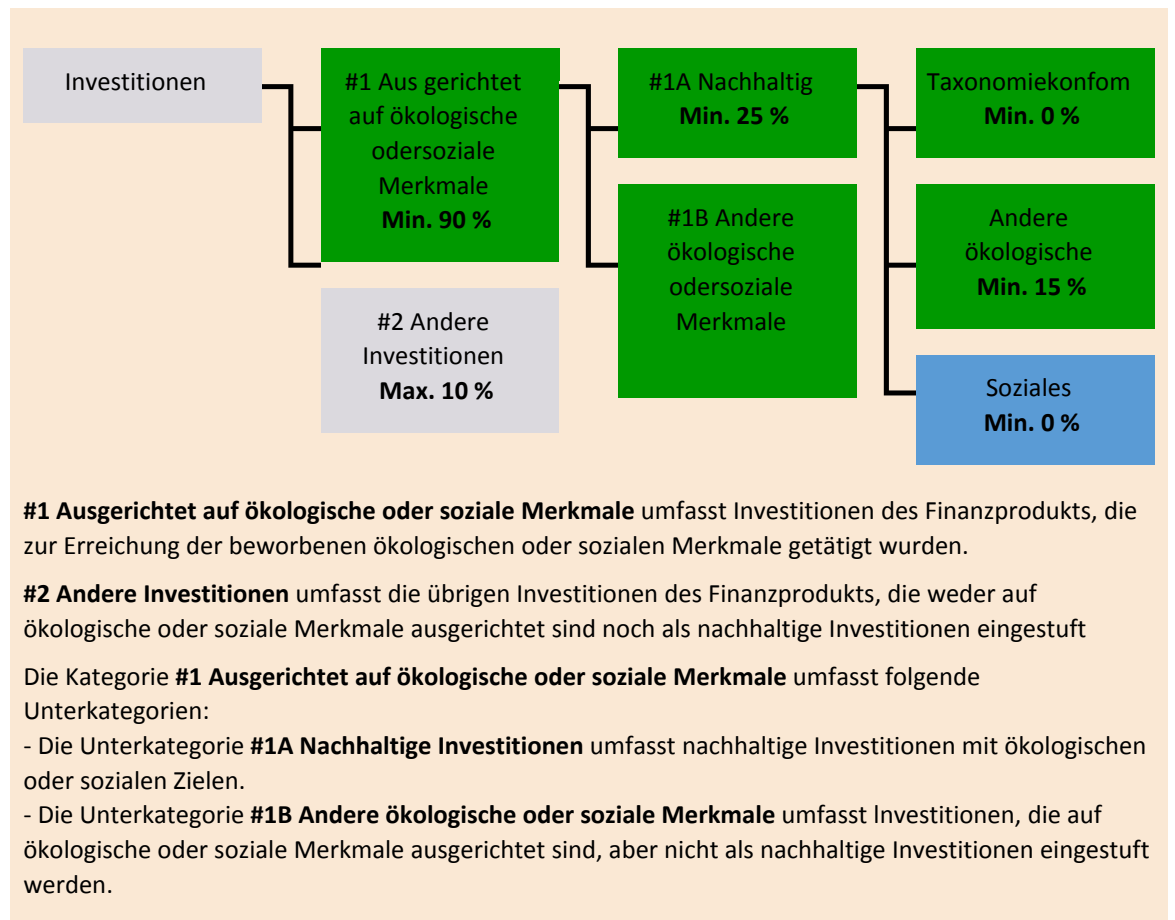 Investitionen
#1 Aus gerichtet
auf ökologische
odersoziale
Merkmale
Min. 90 %
#2 Andere
Investitionen
Max. 10 %
#1A Nachhaltig
Min. 25 %
#1B Andere
ökologische
odersoziale
Merkmale
Taxonomiekonfom
Min. 0 %
Andere
ökologische
Min. 15 %
Soziales
Min. 0 %
#1 Ausgerichtet auf ökologische oder soziale Merkmale umfasst Investitionen des Finanzprodukts, die
zur Erreichung der beworbenen ökologischen oder sozialen Merkmale getätigt wurden.
#2 Andere Investitionen umfasst die übrigen Investitionen des Finanzprodukts, die weder auf
ökologische oder soziale Merkmale ausgerichtet sind noch als nachhaltige Investitionen eingestuft
Die Kategorie #1 Ausgerichtet auf ökologische oder soziale Merkmale umfasst folgende
Unterkategorien:
- Die Unterkategorie #1A Nachhaltige Investitionen umfasst nachhaltige Investitionen mit ökologischen
oder sozialen Zielen.
- Die Unterkategorie #1B Andere ökologische oder soziale Merkmale umfasst lnvestitionen, die auf
ökologische oder soziale Merkmale ausgerichtet sind, aber nicht als nachhaltige Investitionen eingestuft
werden.